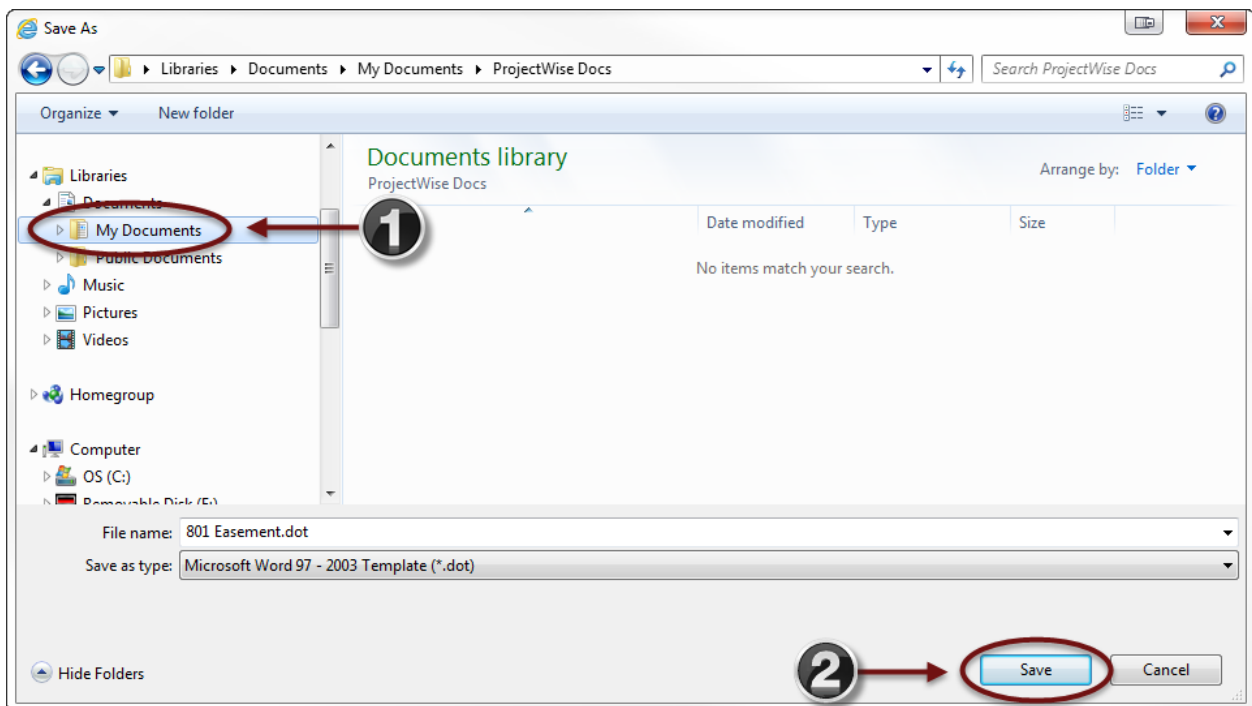 Save As
Libraries Documents My Documents ProjectWise Docs Search ProjectWise Docs
Organize New folder
Documents library
ProjectWise Docs
Arrange by: Folder
Libraries
Documents
My Documents
Public Documents
Music
Pictures
Videos
Homegroup
Computer
OS (C:)
Removable Disk (F:)
1
Date modified Type Size
No items match your search.
File name: 801 Easement.dot
Save as type: Microsoft Word 97 - 2003 Template (*.dot)
Hide Folders 2 Save Cancel